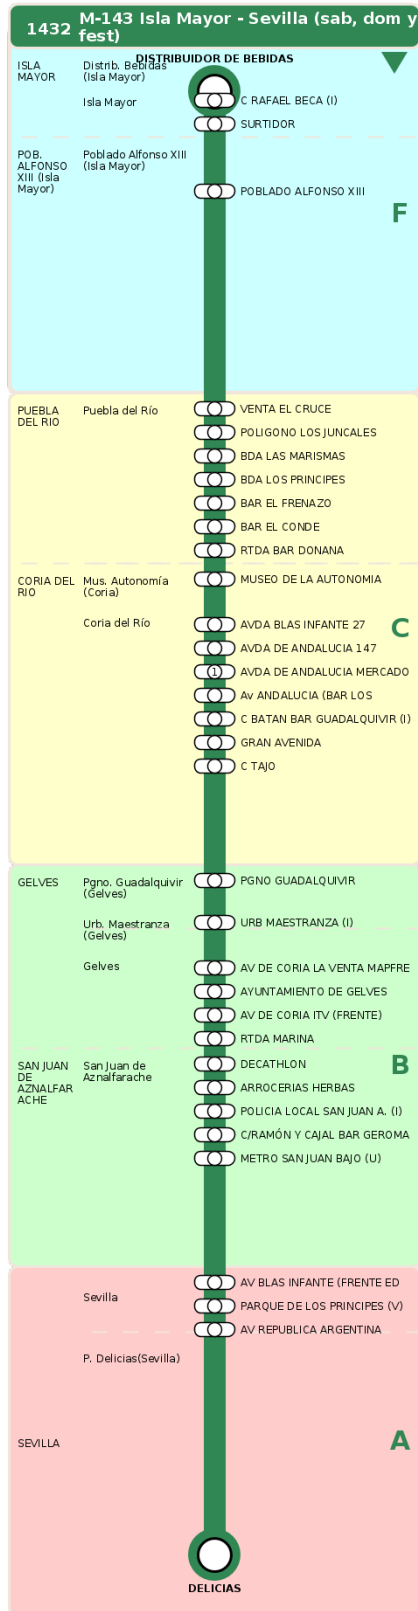 1432 M-143 Isla Mayor - Sevilla (sab, dom y
fest)
DISTRIBUIDOR DE BEBIDAS
ISLA
MAYOR
Distrib. Bebidas
(Isla Mayor)
Isla Mayor
C RAFAEL BECA (I)
SURTIDOR
POB.
ALFONSO
XIII (Isla
Mayor)
Poblado Alfonso XIII
(Isla Mayor)
POBLADO ALFONSO XIII
F
PUEBLA
DEL RIO
Puebla del Río
VENTA EL CRUCE
POLIGONO LOS JUNCALES
BDA LAS MARISMAS
BDA LOS PRINCIPES
BAR EL FRENAZO
BAR EL CONDE
RTDA BAR DONANA
CORIA DEL
RIO
Mus. Autonomía
(Coria)
MUSEO DE LA AUTONOMIA
Coria del Río
C
AVDA BLAS INFANTE 27
AVDA DE ANDALUCIA 147
1
AVDA DE ANDALUCIA MERCADO
Av ANDALUCIA (BAR LOS
C BATAN BAR GUADALQUIVIR (I)
GRAN AVENIDA
C TAJO
GELVES
Pgno. Guadalquivir
(Gelves)
PGNO GUADALQUIVIR
Urb. Maestranza
(Gelves)
URB MAESTRANZA (I)
Gelves
AV DE CORIA LA VENTA MAPFRE
AYUNTAMIENTO DE GELVES
AV DE CORIA ITV (FRENTE)
RTDA MARINA
SAN JUAN
DE
AZNALFAR
ACHE
San Juan de
Aznalfarache
B
DECATHLON
ARROCERIAS HERBAS
POLICIA LOCAL SAN JUAN A. (I)
C/RAMÓN Y CAJAL BAR GEROMA
METRO SAN JUAN BAJO (U)
Sevilla
AV BLAS INFANTE (FRENTE ED
PARQUE DE LOS PRINCIPES (V)
AV REPUBLICA ARGENTINA
P. Delicias(Sevilla)
SEVILLA
A
DELICIAS